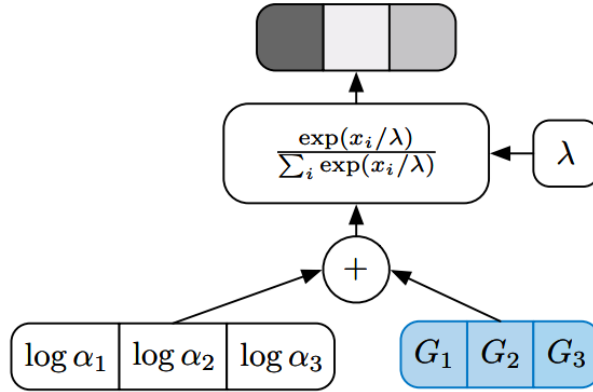 exp(x_i/λ)
∑_i exp(x_i/λ)
λ
+
log α_1 log α_2 log α_3
G_1 G_2 G_3